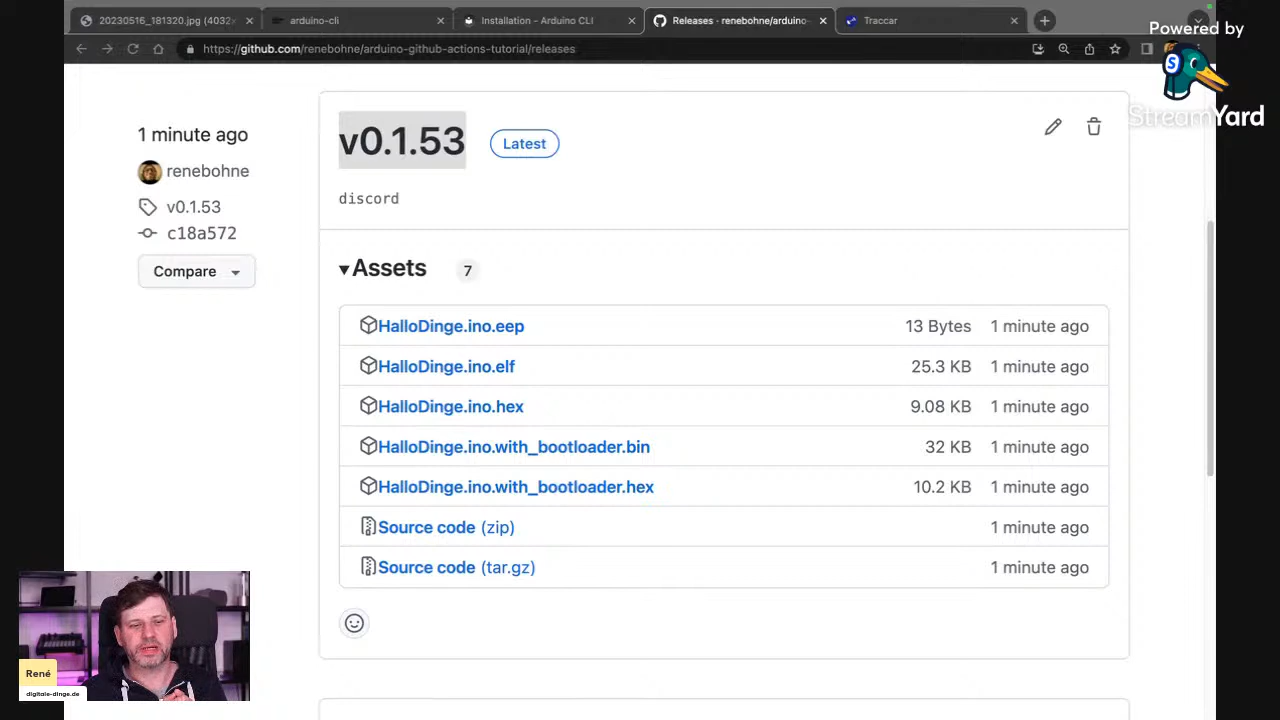 20230516_181320.jpg (4032×
arduino-cli
Installation - Arduino CLI
Releases · renebohne/arduino-
Traccar
Powered by
https://github.com/renebohne/arduino-github-actions-tutorial/releases
S
StreamYard
1 minute ago
v0.1.53
Latest
renebohne
discord
v0.1.53
c18a572
Compare
Assets
7
HalloDinge.ino.eep
13 Bytes
1 minute ago
HalloDinge.ino.elf
25.3 KB
1 minute ago
HalloDinge.ino.hex
9.08 KB
1 minute ago
HalloDinge.ino.with_bootloader.bin
32 KB
1 minute ago
HalloDinge.ino.with_bootloader.hex
10.2 KB
1 minute ago
Source code (zip)
1 minute ago
Source code (tar.gz)
1 minute ago
René
digitale-dinge.de